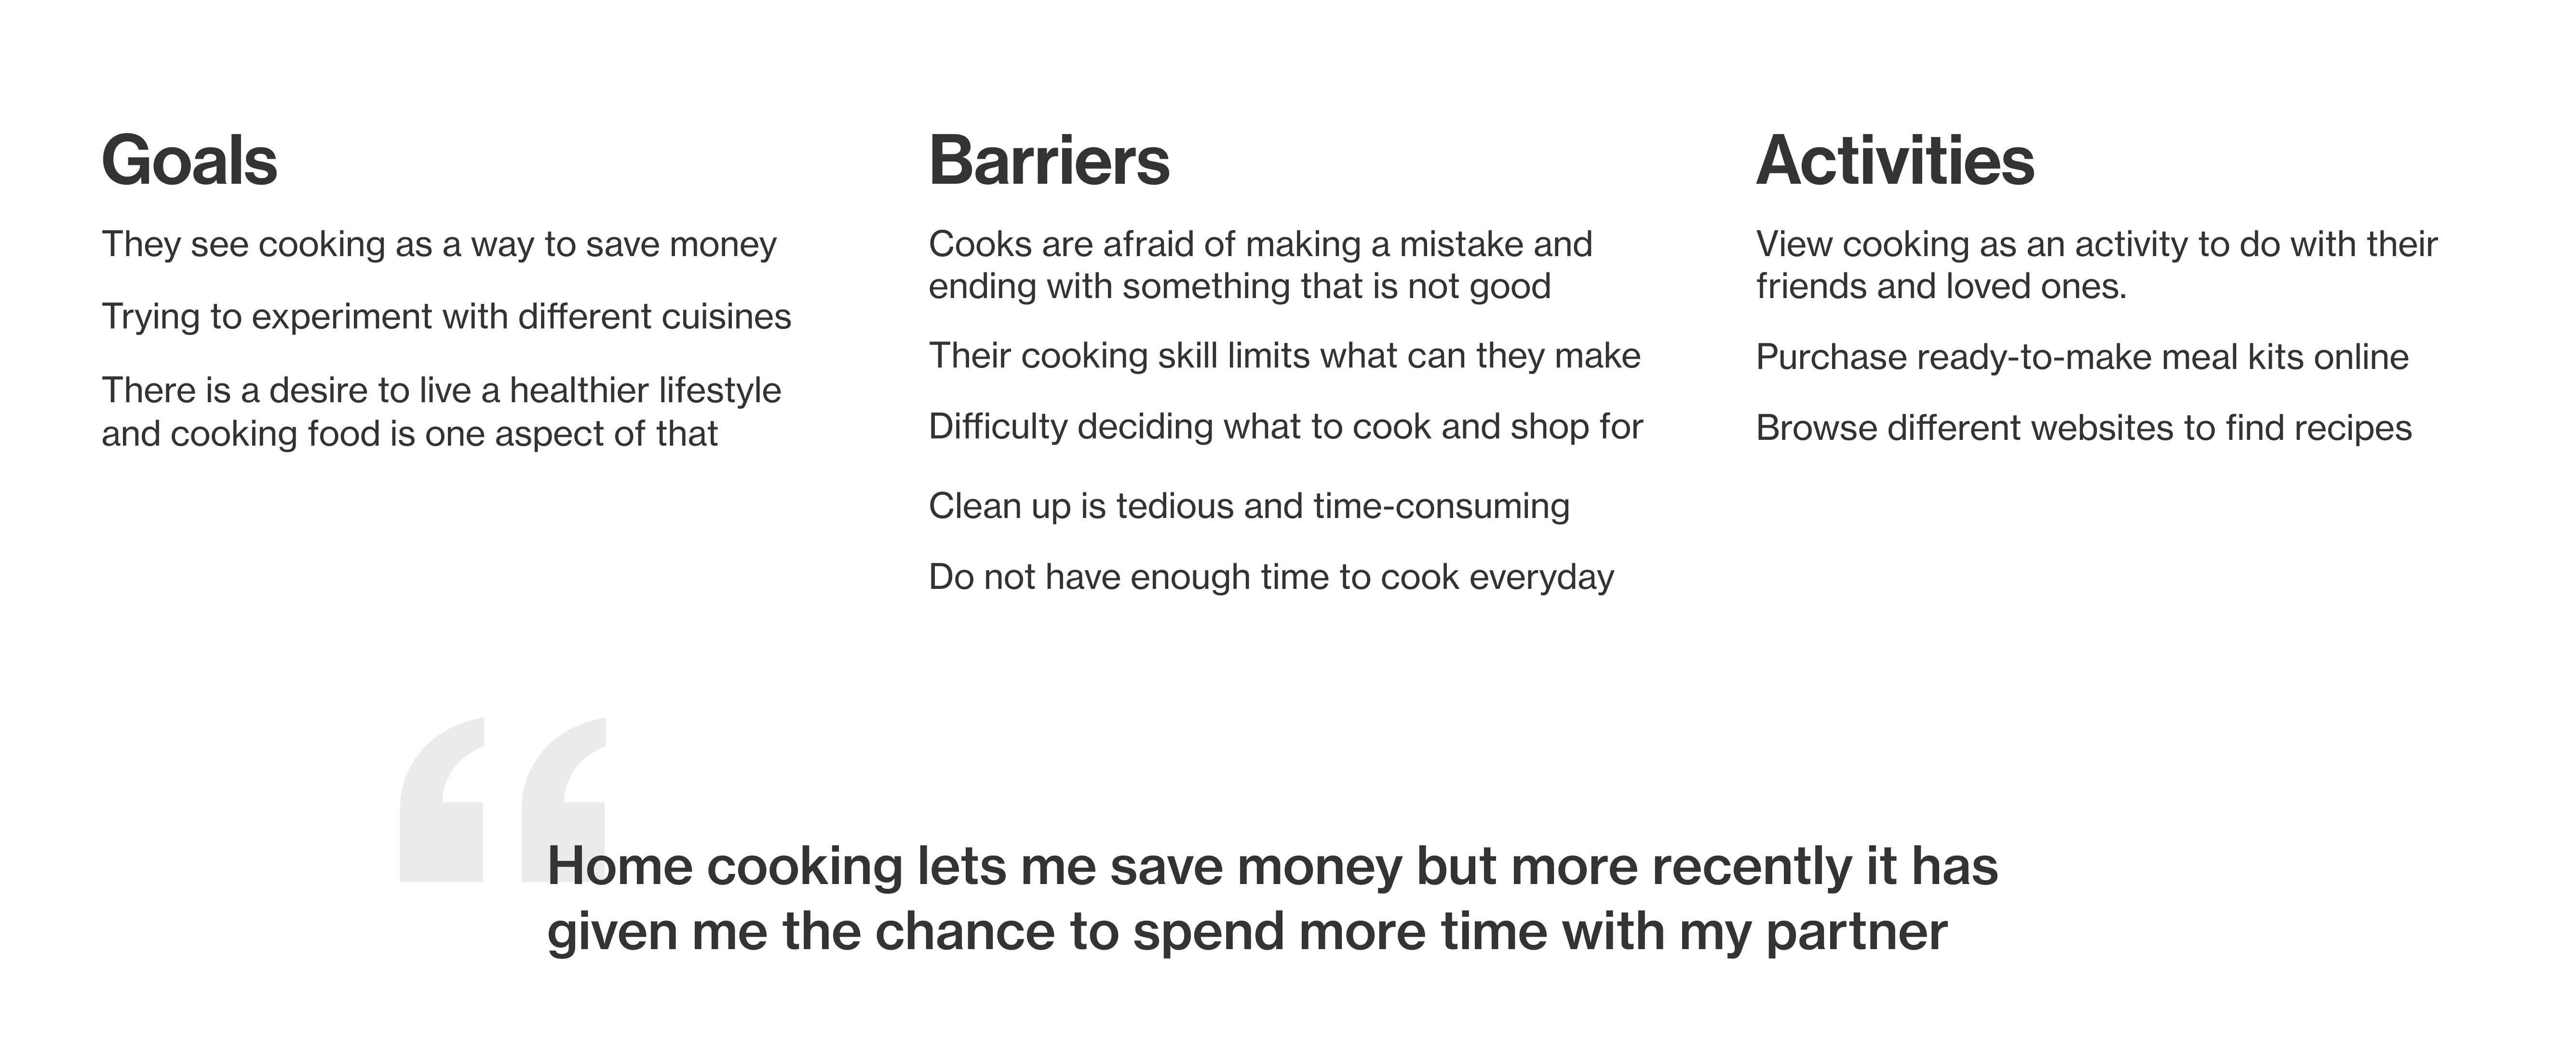 Goals
They see cooking as a way to save money
Trying to experiment with different cuisines
There is a desire to live a healthier lifestyle
and cooking food is one aspect of that
Barriers
Cooks are afraid of making a mistake and
ending with something that is not good
Their cooking skill limits what can they make
Difficulty deciding what to cook and shop for
Clean up is tedious and time-consuming
Do not have enough time to cook everyday
Activities
View cooking as an activity to do with their
friends and loved ones.
Purchase ready-to-make meal kits online
Browse different websites to find recipes
“
Home cooking lets me save money but more recently it has
given me the chance to spend more time with my partner